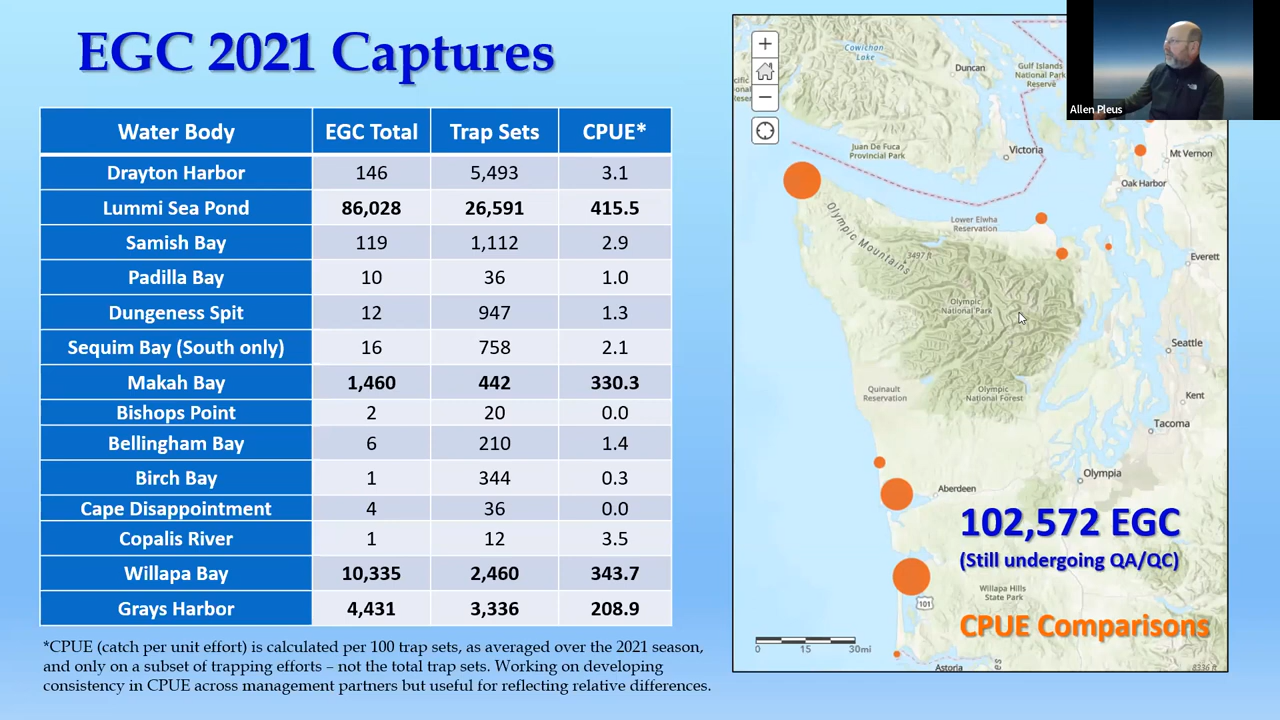 EGC 2021 Captures
Water Body EGC Total Trap Sets CPUE*
Drayton Harbor 146 5,493 3.1
Lummi Sea Pond 86,028 26,591 415.5
Samish Bay 119 1,112 2.9
Padilla Bay 10 36 1.0
Dungeness Spit 12 947 1.3
Sequim Bay (South only) 16 758 2.1
Makah Bay 1,460 442 330.3
Bishops Point 2 20 0.0
Bellingham Bay 6 210 1.4
Birch Bay 1 344 0.3
Cape Disappointment 4 36 0.0
Copalis River 1 12 3.5
Willapa Bay 10,335 2,460 343.7
Grays Harbor 4,431 3,336 208.9
*CPUE (catch per unit effort) is calculated per 100 trap sets, as averaged over the 2021 season,
and only on a subset of trapping efforts – not the total trap sets. Working on developing
consistency in CPUE across management partners but useful for reflecting relative differences.
Cowichan
Lake
Duncan
Gulf Islands
National Park
Reserve
Allen Pleus
Juan De Fuca
Provincial Park
Victoria
Mt Vernon
Oak Harbor
Olympic Mountains
Lower Elwha
Reservation
3497 ft
Everett
Olympic
National Park
Seattle
Quinault
Reservation
Olympic
National Forest
Kent
Tacoma
Olympia
Aberdeen
102,572 EGC
(Still undergoing QA/QC)
Willapa Hills
State Park
101
CPUE Comparisons
0 15 30mi
Astoria
8336 ft